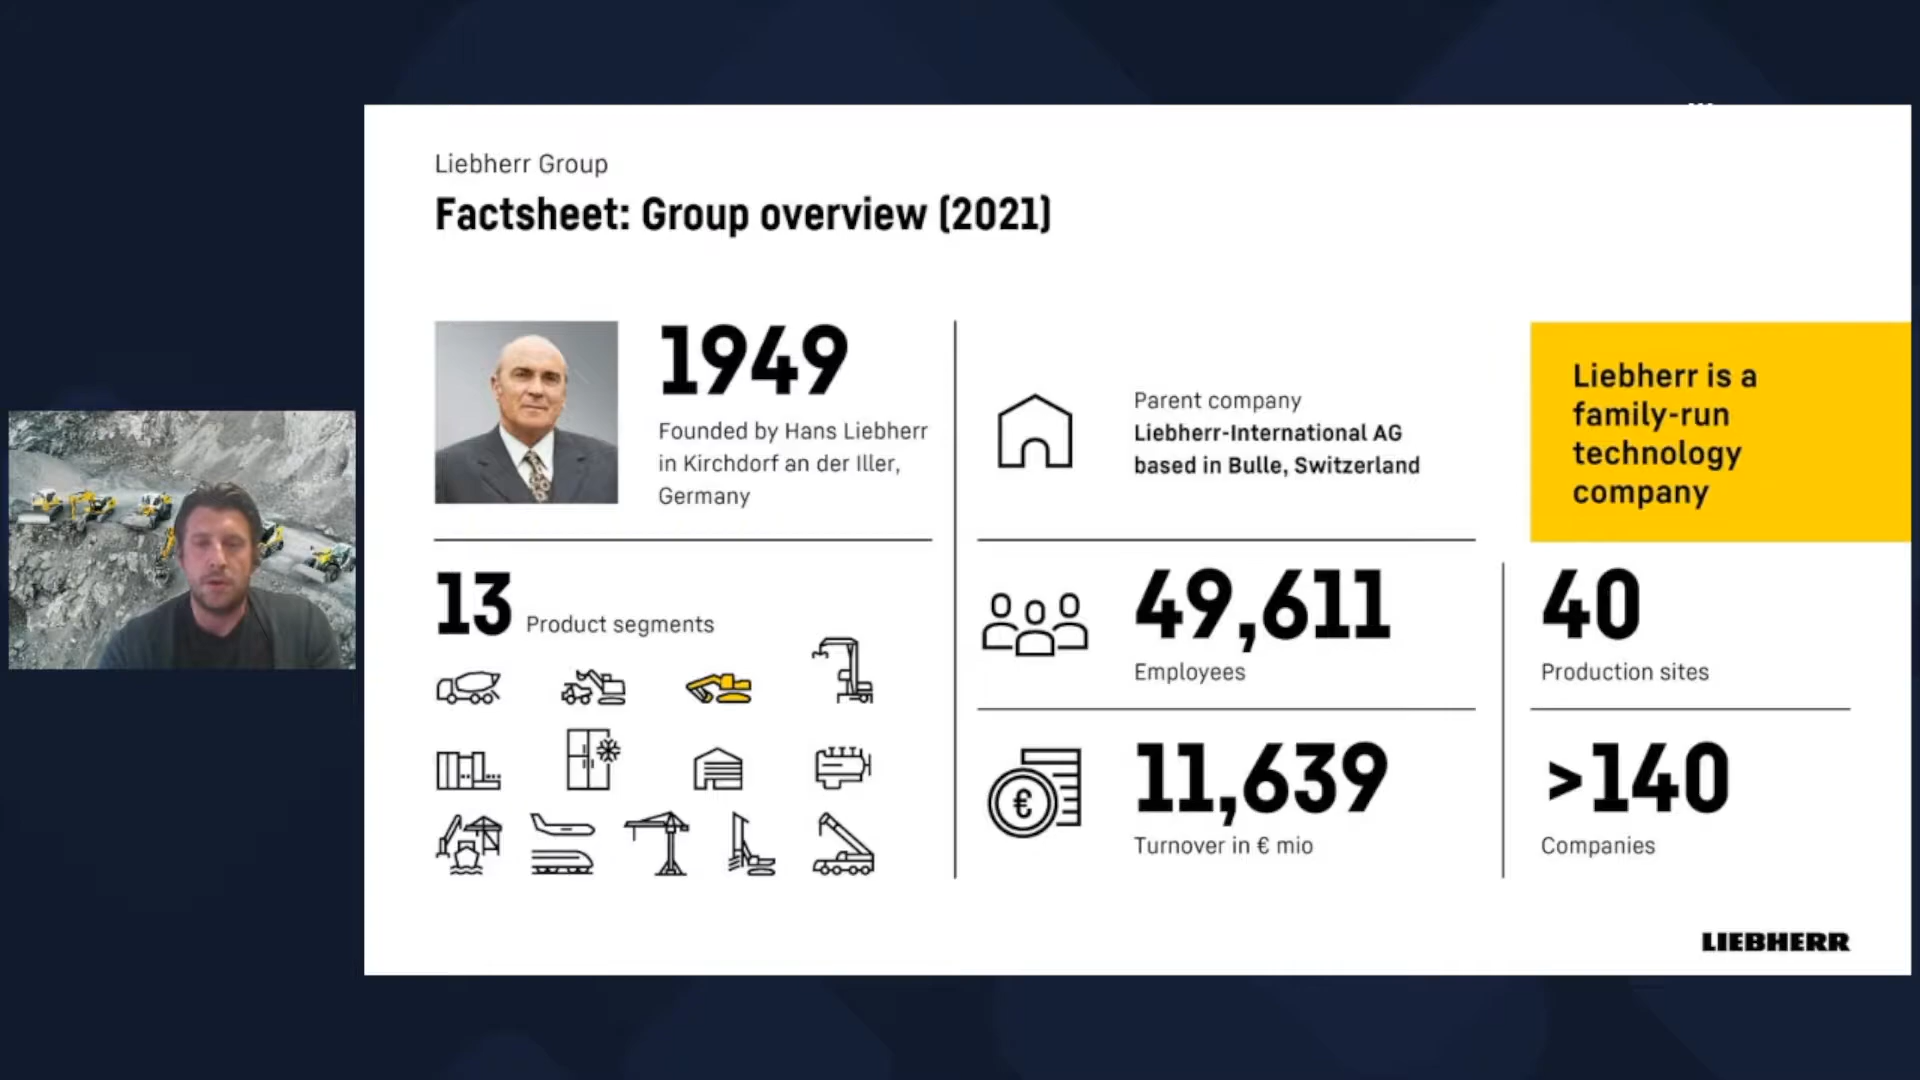 Liebherr Group
Factsheet: Group overview (2021)
1949
Founded by Hans Liebherr
in Kirchdorf an der Iller,
Germany
13 Product segments
Parent company
Liebherr-International AG
based in Bulle, Switzerland
49,611
Employees
€
11,639
Turnover in € mio
Liebherr is a
family-run
technology
company
40
Production sites
>140
Companies
LIEBHERR